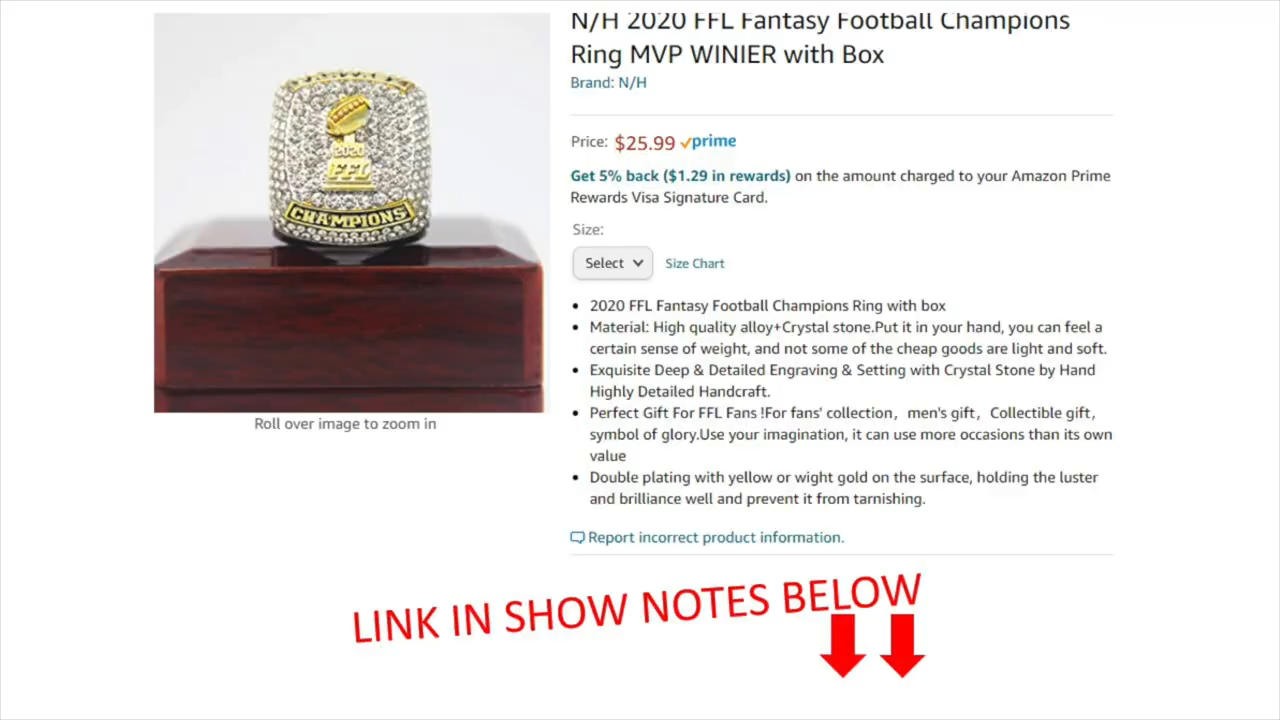 N/H 2020 FFL Fantasy Football Champions
Ring MVP WINIER with Box
Brand: N/H
Price: $25.99 prime
Get 5% back ($1.29 in rewards) on the amount charged to your Amazon Prime
Rewards Visa Signature Card.
Size:
Select Size Chart
2020
FFL
CHAMPIONS
Roll over image to zoom in
• 2020 FFL Fantasy Football Champions Ring with box
• Material: High quality alloy+Crystal stone.Put it in your hand, you can feel a
certain sense of weight, and not some of the cheap goods are light and soft.
• Exquisite Deep & Detailed Engraving & Setting with Crystal Stone by Hand
Highly Detailed Handcraft.
• Perfect Gift For FFL Fans !For fans' collection，men's gift，Collectible gift，
symbol of glory.Use your imagination, it can use more occasions than its own
value
• Double plating with yellow or wight gold on the surface, holding the luster
and brilliance well and prevent it from tarnishing.
Report incorrect product information.
LINK IN SHOW NOTES BELOW